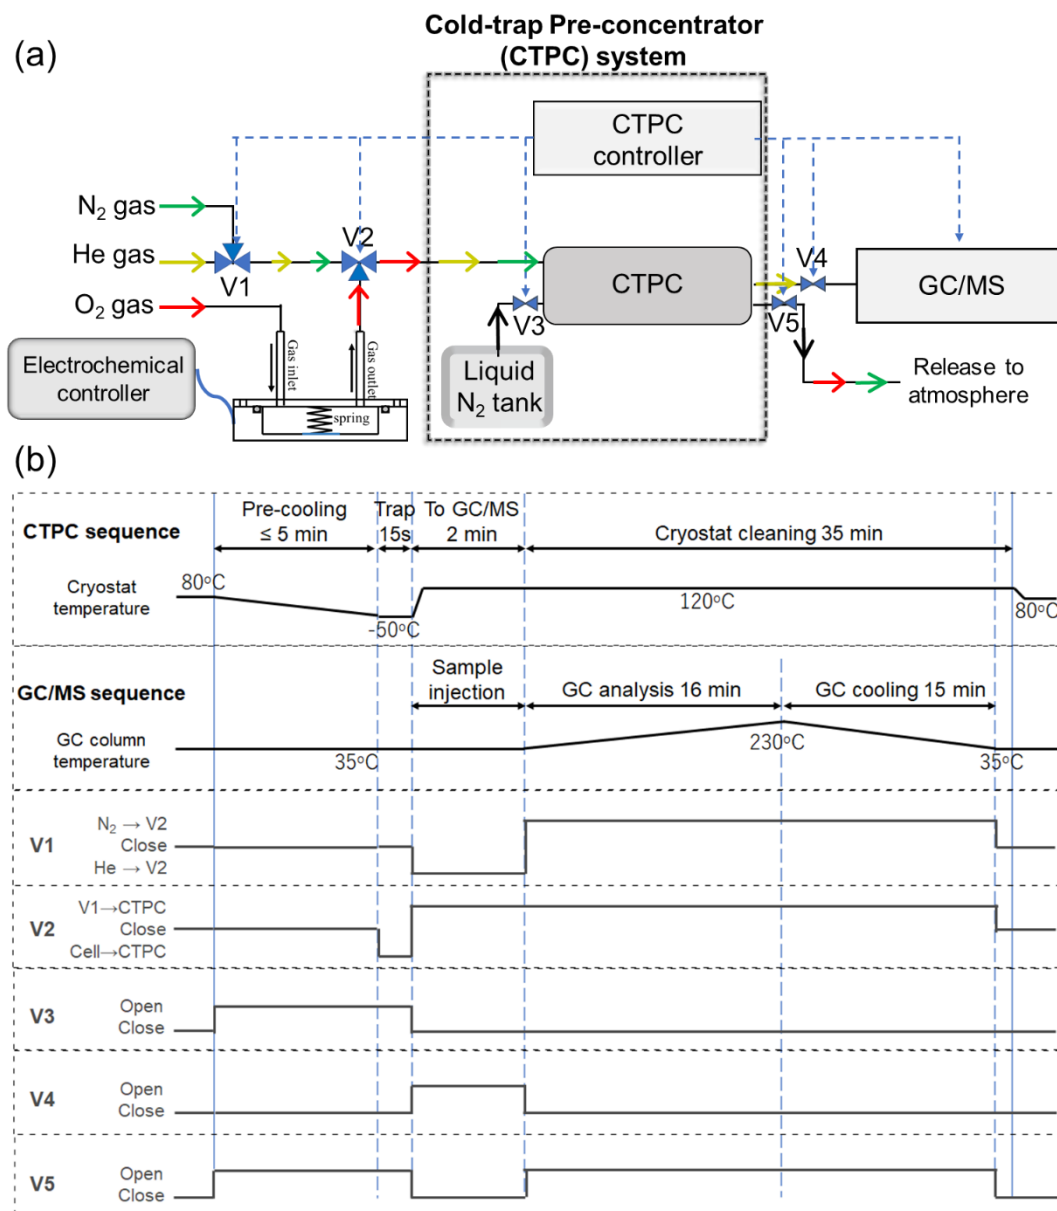 (a)
Cold-trap Pre-concentrator
(CTPC) system
CTPC
controller
N₂ gas
He gas
O₂ gas
V1
V2
V3
V4
V5
CTPC
GC/MS
Liquid
N₂ tank
Electrochemical
controller
Gas inlet
Gas outlet
spring
Release to
atmosphere
(b)
CTPC sequence
Pre-cooling
≤ 5 min
Trap
15s
To GC/MS
2 min
Cryostat cleaning 35 min
Cryostat
temperature
80°C
-50°C
120°C
80°C
GC/MS sequence
Sample
injection
GC analysis 16 min
GC cooling 15 min
GC column
temperature
35°C
230°C
35°C
V1
N₂ → V2
Close
He → V2
V2
V1→CTPC
Close
Cell→CTPC
V3
Open
Close
V4
Open
Close
V5
Open
Close